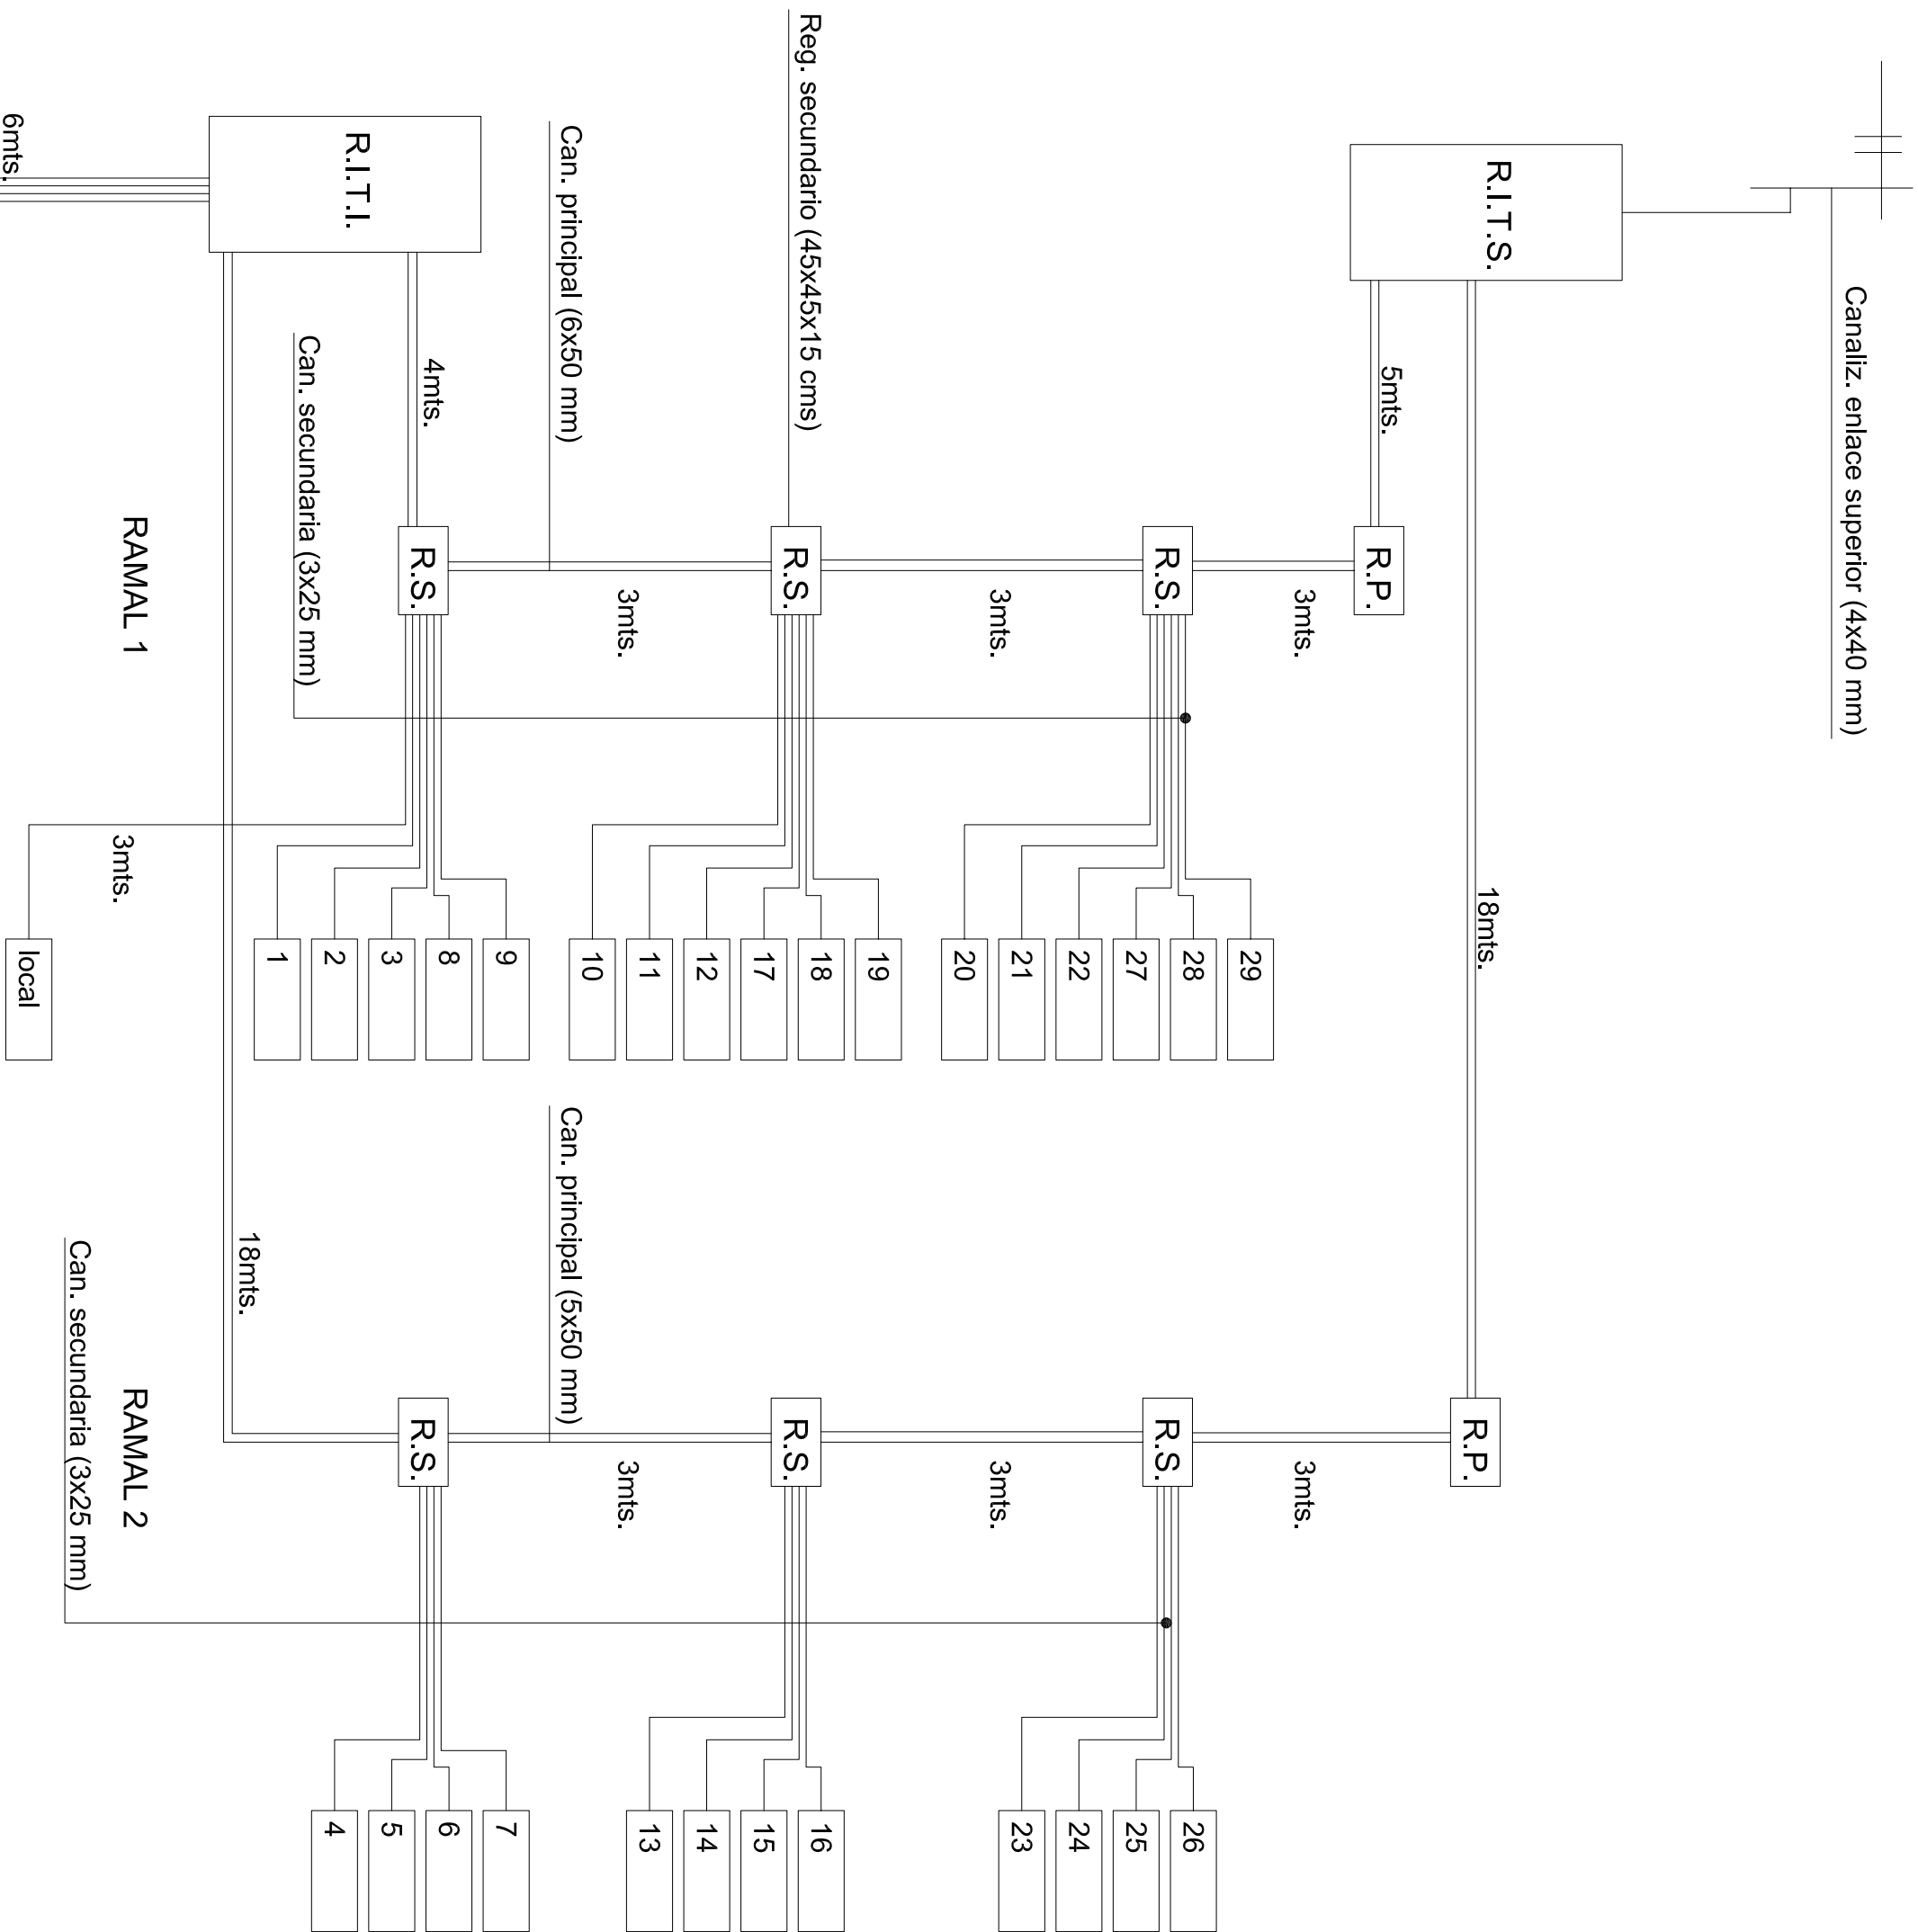 Canaliz. enlace superior (4x40 mm)
R.I.T.S.
18mts.
5mts.
R.P.
R.P.
3mts.
3mts.
29
28
27
22
21
20
R.S.
R.S.
26
25
24
23
3mts.
3mts.
Reg. secundario (45x45x15 cms)
R.S.
R.S.
19
18
17
12
11
10
16
15
14
13
3mts.
3mts.
Can. principal (6x50 mm)
Can. principal (5x50 mm)
4mts.
R.S.
R.S.
9
8
3
2
1
7
6
5
4
R.I.T.I.
Can. secundaria (3x25 mm)
18mts.
RAMAL 1
RAMAL 2
3mts.
Can. secundaria (3x25 mm)
local
6mts.